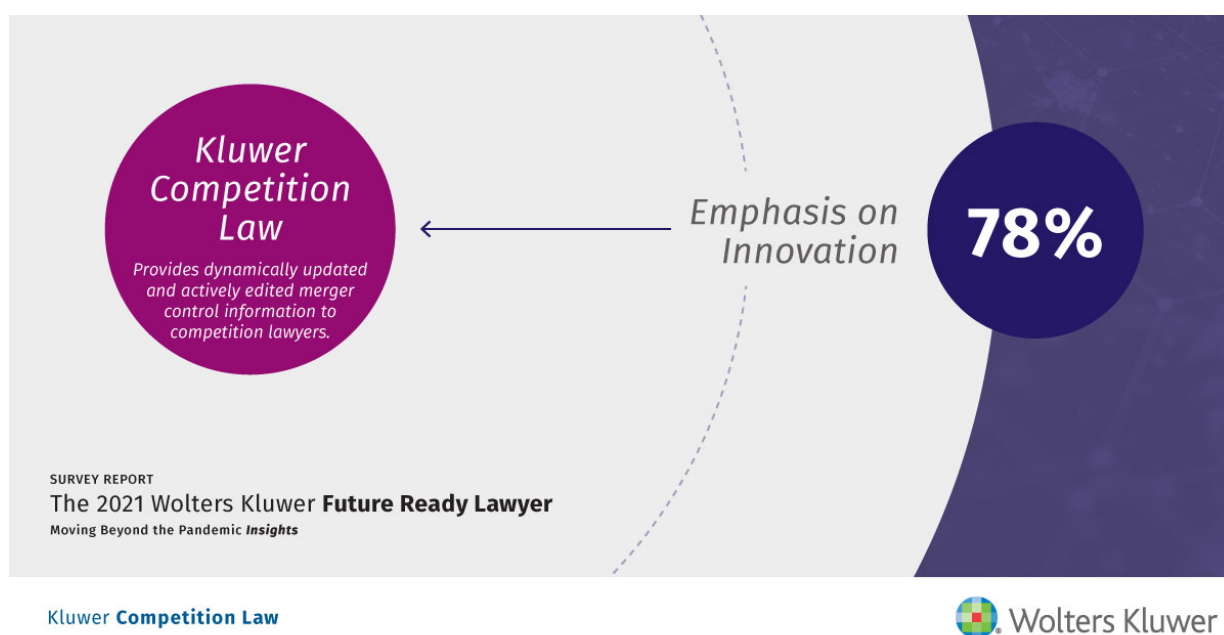 Kluwer
Competition
Law
Provides dynamically updated
and actively edited merger
control information to
competition lawyers.
Emphasis on
Innovation
78%
SURVEY REPORT
The 2021 Wolters Kluwer Future Ready Lawyer
Moving Beyond the Pandemic Insights
Kluwer Competition Law
Wolters Kluwer